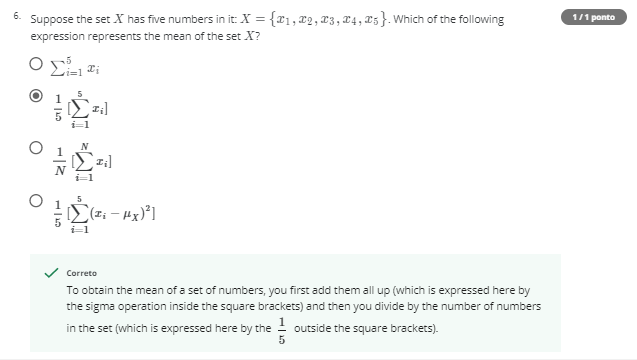 6. Suppose the set X has five numbers in it: X = {x₁, x₂, x₃, x₄, x₅}. Which of the following
1 / 1 ponto
expression represents the mean of the set X?
∑⁵ᵢ₌₁ xᵢ
1/5 [∑⁵ᵢ₌₁ xᵢ]
1/N [∑ᴺᵢ₌₁ xᵢ]
1/5 [∑⁵ᵢ₌₁ (xᵢ − μ_X)²]
Correto
To obtain the mean of a set of numbers, you first add them all up (which is expressed here by
the sigma operation inside the square brackets) and then you divide by the number of numbers
in the set (which is expressed here by the 1/5 outside the square brackets).